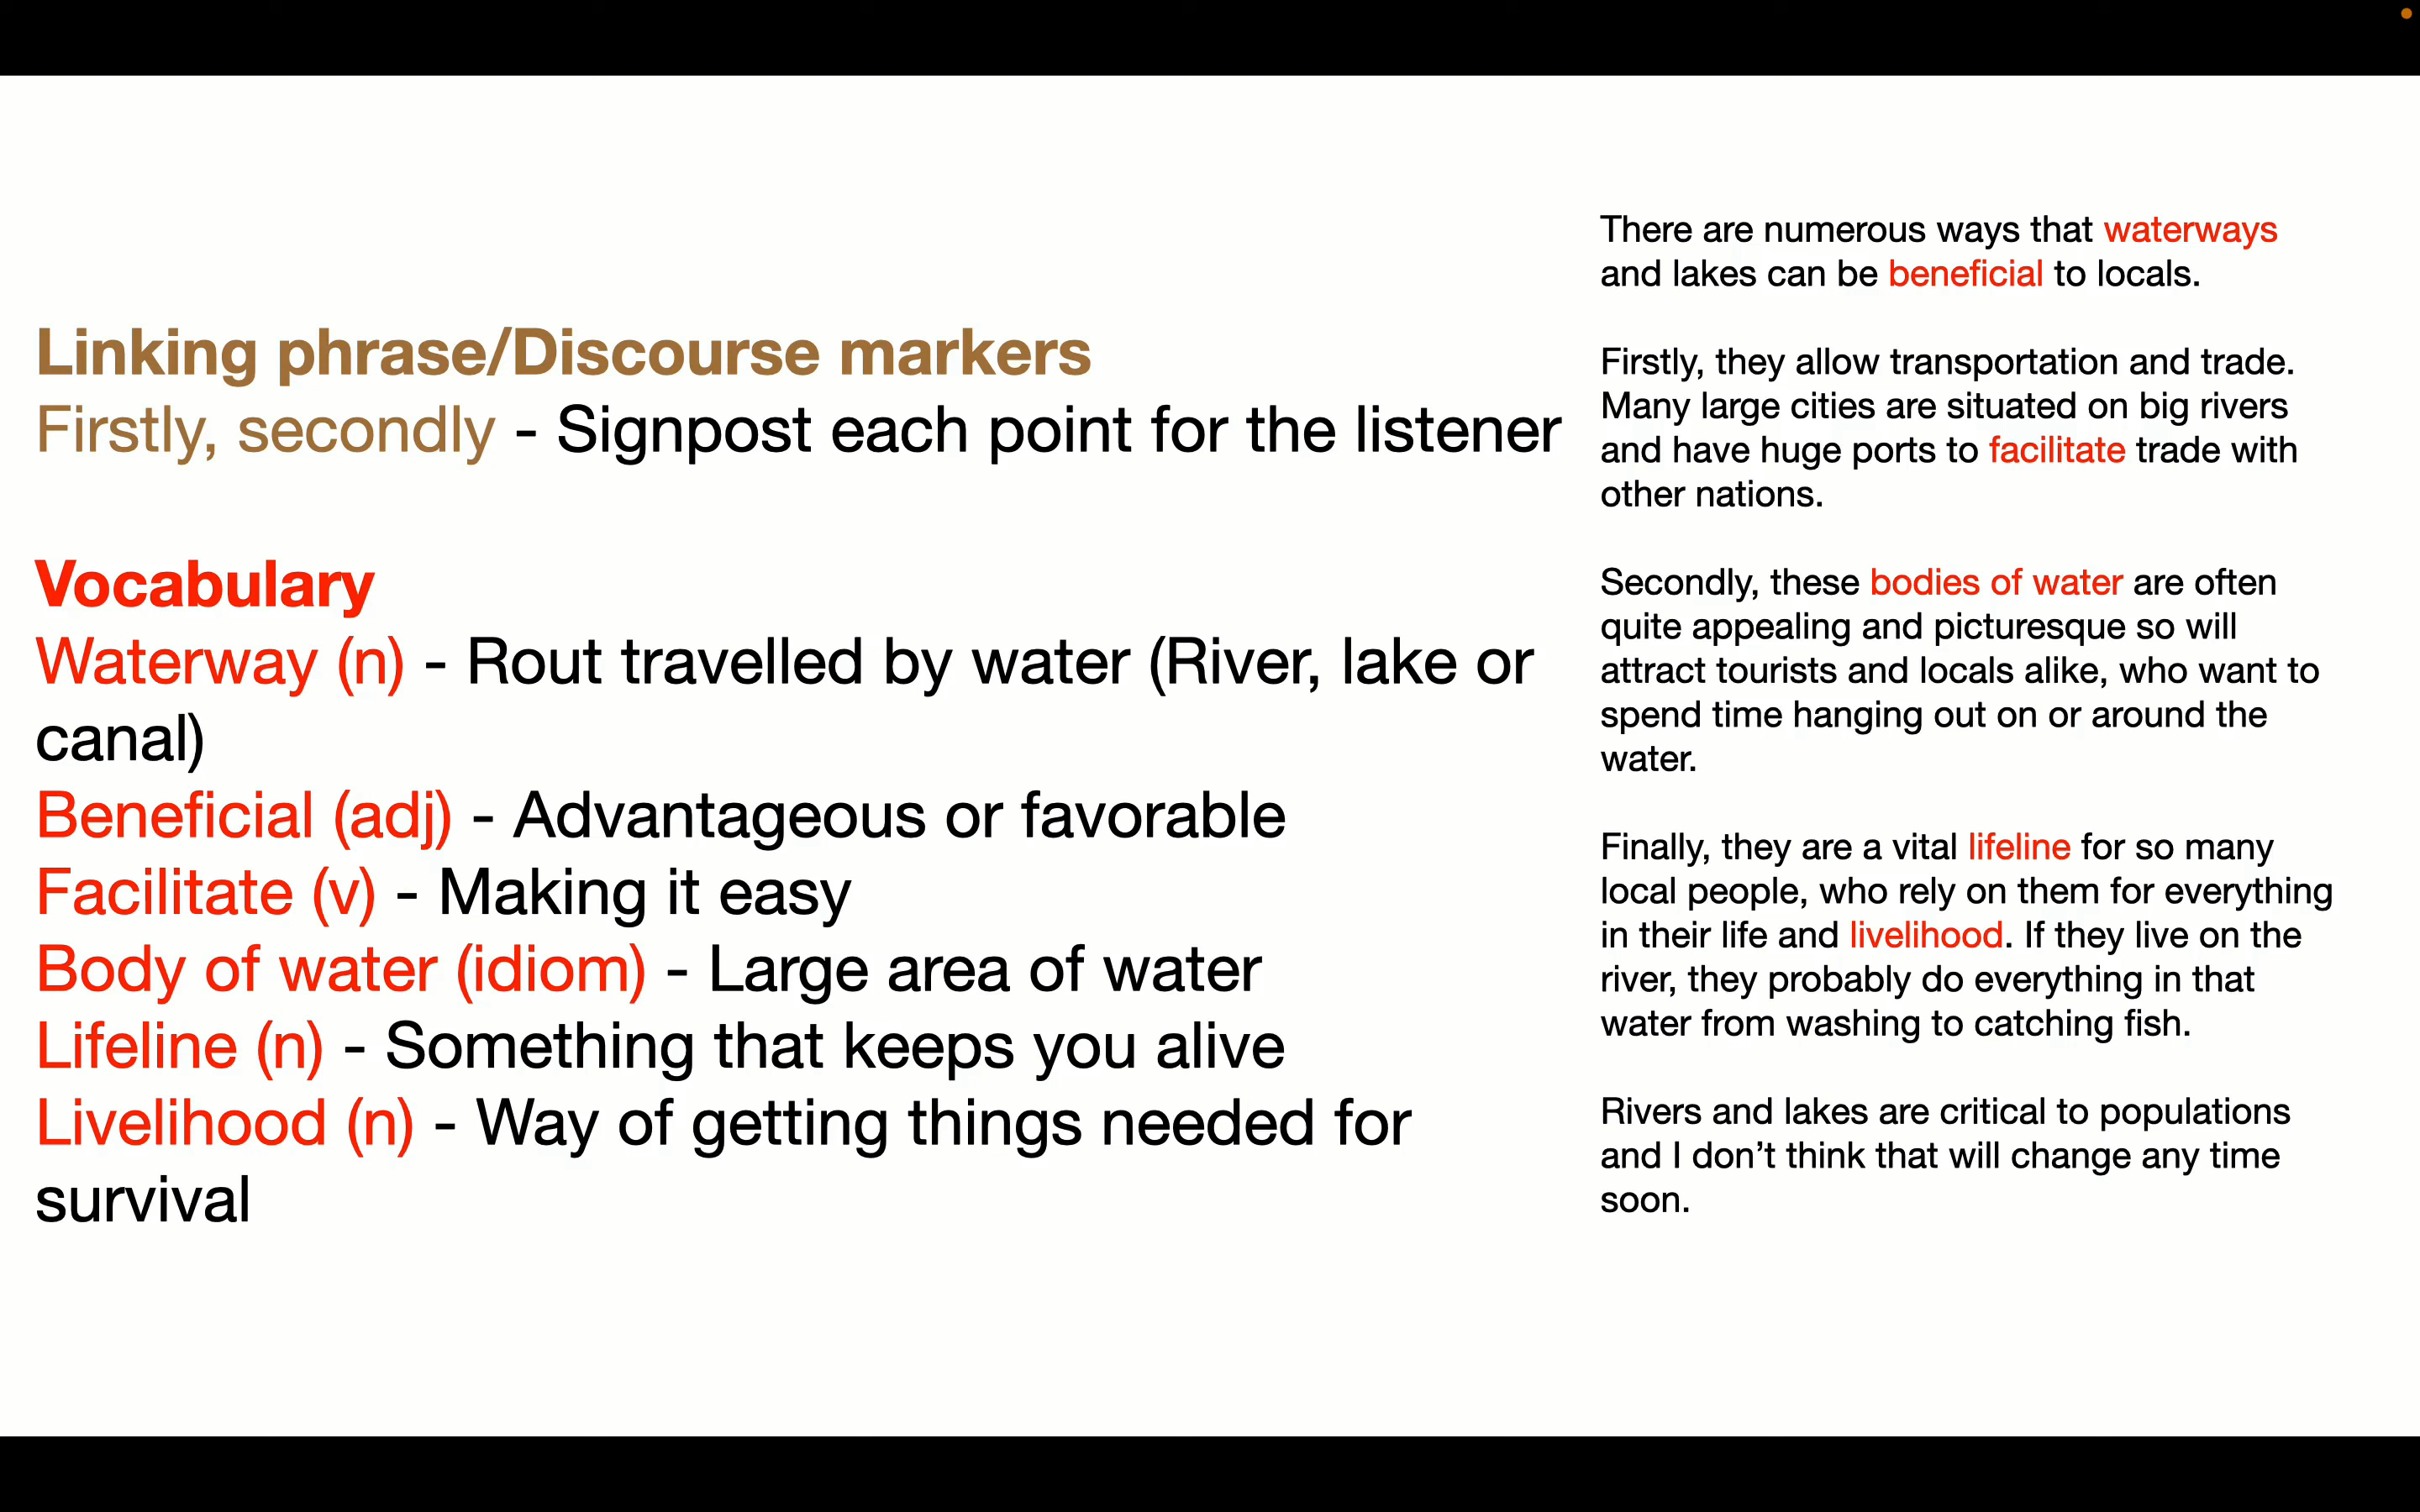 Linking phrase/Discourse markers
Firstly, secondly - Signpost each point for the listener
Vocabulary
Waterway (n) - Rout travelled by water (River, lake or
canal)
Beneficial (adj) - Advantageous or favorable
Facilitate (v) - Making it easy
Body of water (idiom) - Large area of water
Lifeline (n) - Something that keeps you alive
Livelihood (n) - Way of getting things needed for
survival
There are numerous ways that waterways
and lakes can be beneficial to locals.
Firstly, they allow transportation and trade.
Many large cities are situated on big rivers
and have huge ports to facilitate trade with
other nations.
Secondly, these bodies of water are often
quite appealing and picturesque so will
attract tourists and locals alike, who want to
spend time hanging out on or around the
water.
Finally, they are a vital lifeline for so many
local people, who rely on them for everything
in their life and livelihood. If they live on the
river, they probably do everything in that
water from washing to catching fish.
Rivers and lakes are critical to populations
and I don’t think that will change any time
soon.